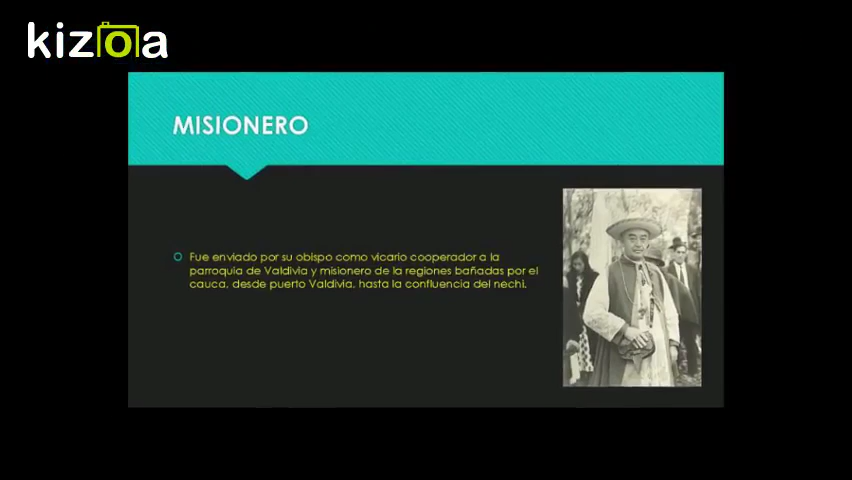 kizoa
MISIONERO
Fue enviado por su obispo como vicario cooperador a la
parroquia de Valdivia y misionero de la regiones bañadas por el
cauca, desde puerto Valdivia, hasta la confluencia del nechi.